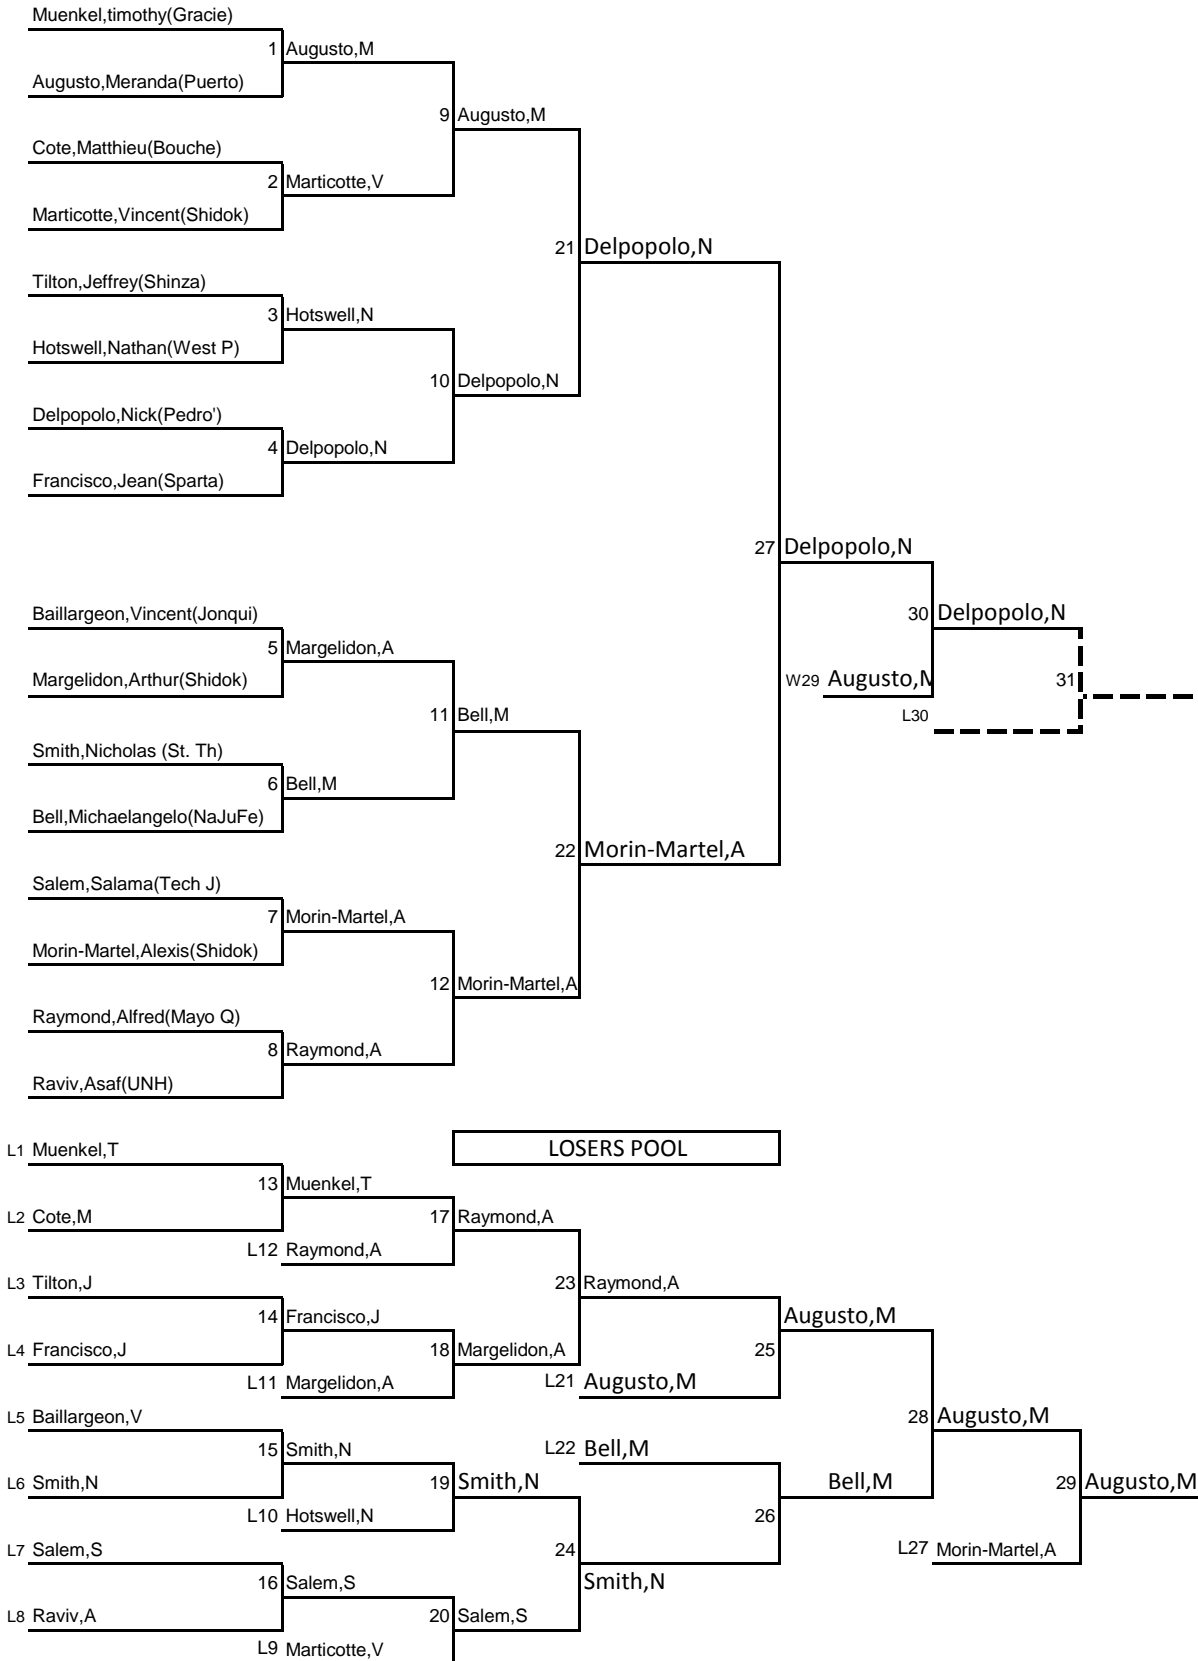 Muenkel,timothy(Gracie)
1 Augusto,M
Augusto,Meranda(Puerto)
9 Augusto,M
Cote,Matthieu(Bouche)
2 Marticotte,V
Marticotte,Vincent(Shidok)
21 Delpopolo,N
Tilton,Jeffrey(Shinza)
3 Hotswell,N
Hotswell,Nathan(West P)
10 Delpopolo,N
Delpopolo,Nick(Pedro')
4 Delpopolo,N
Francisco,Jean(Sparta)
27 Delpopolo,N
Baillargeon,Vincent(Jonqui)
30 Delpopolo,N
5 Margelidon,A
Margelidon,Arthur(Shidok)
W29 Augusto,M
31
11 Bell,M
L30
Smith,Nicholas (St. Th)
6 Bell,M
Bell,Michaelangelo(NaJuFe)
22 Morin-Martel,A
Salem,Salama(Tech J)
7 Morin-Martel,A
Morin-Martel,Alexis(Shidok)
12 Morin-Martel,A
Raymond,Alfred(Mayo Q)
8 Raymond,A
Raviv,Asaf(UNH)
L1 Muenkel,T
LOSERS POOL
13 Muenkel,T
L2 Cote,M
17 Raymond,A
L12 Raymond,A
L3 Tilton,J
23 Raymond,A
14 Francisco,J
Augusto,M
L4 Francisco,J
18 Margelidon,A
25
L11 Margelidon,A
L21 Augusto,M
L5 Baillargeon,V
28 Augusto,M
15 Smith,N
L22 Bell,M
L6 Smith,N
19 Smith,N
Bell,M
29 Augusto,M
L10 Hotswell,N
26
L7 Salem,S
24
L27 Morin-Martel,A
16 Salem,S
Smith,N
L8 Raviv,A
20 Salem,S
L9 Marticotte,V